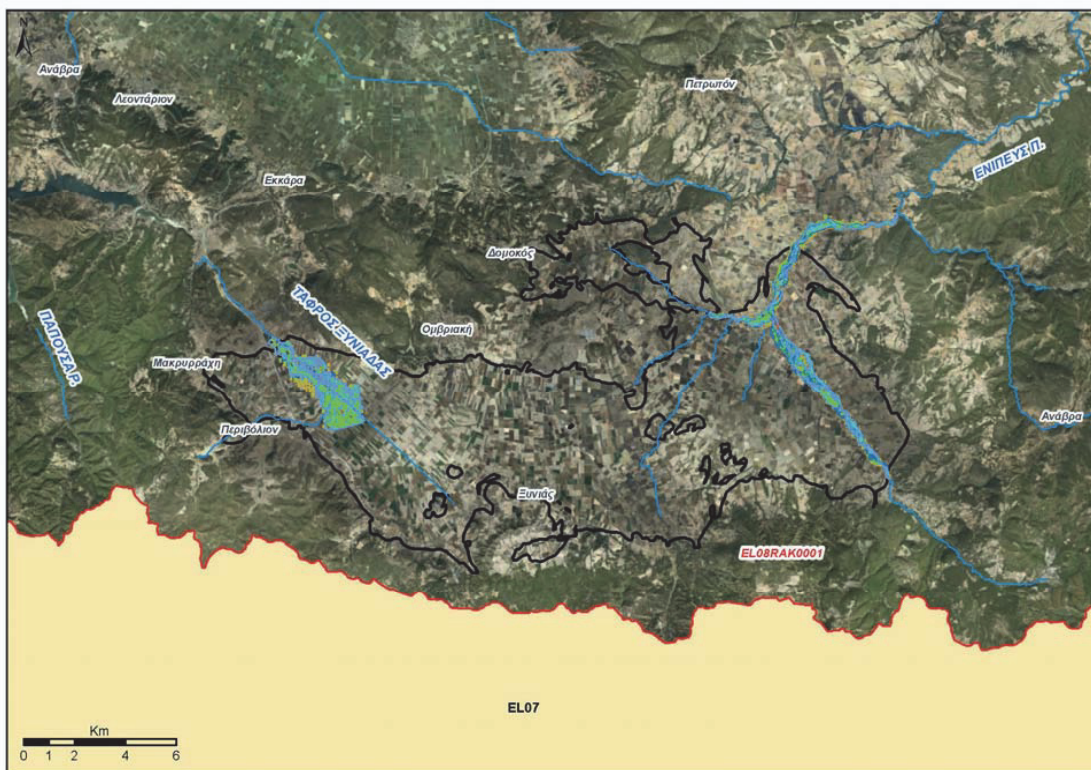 N
Ανάβρα
Λεοντάριον
Πετρωτόν
ΕΝΙΠΕΥΣ Π.
Εκκάρα
Δομοκός
ΤΑΦΡΟΣ ΞΥΝΙΑΔΑΣ
ΠΑΠΟΥΣΑ Ρ.
Ομβριακή
Μακρυρράχη
Περιβόλιον
Ανάβρα
Ξυνιάς
EL08RAK0001
EL07
Km
0 1 2 4 6